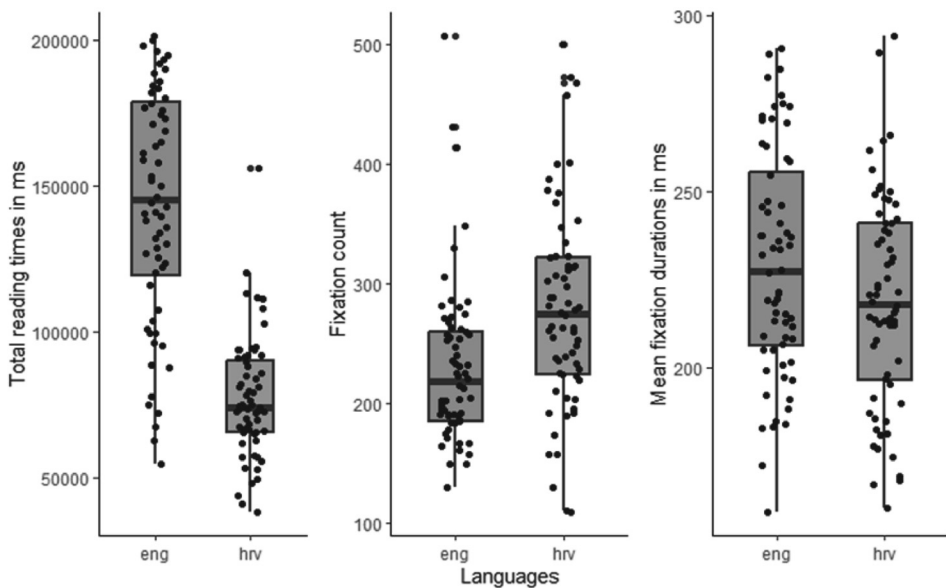 Total reading times in ms
200000
150000
100000
50000
eng
hrv
Fixation count
500
400
300
200
100
eng
hrv
Languages
Mean fixation durations in ms
300
250
200
eng
hrv